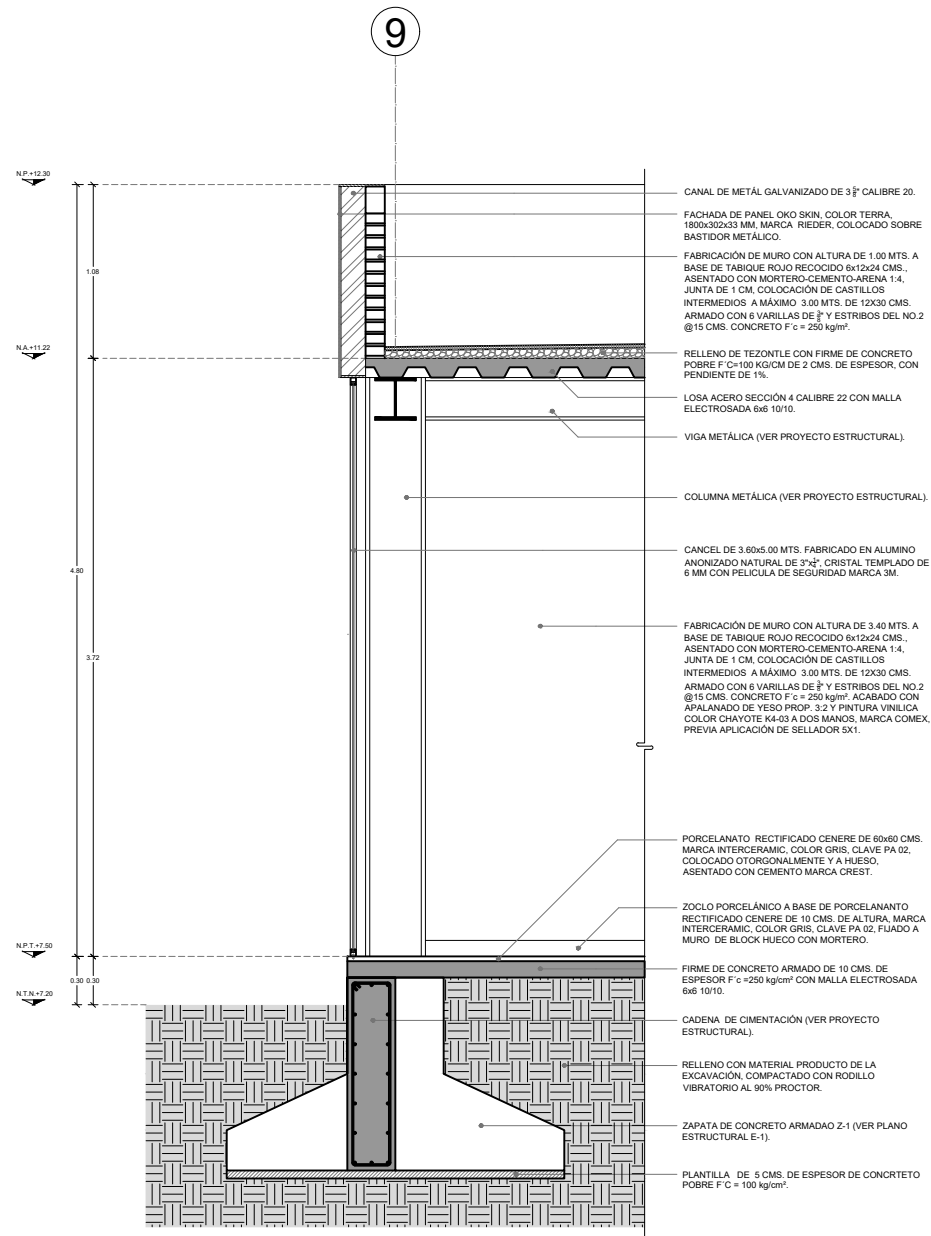 9
N.P.+12.30
1.08
N.A.+11.22
4.80
3.72
N.P.T.+7.50
0.30 0.30
N.T.N.+7.20
CANAL DE METÁL GALVANIZADO DE 3 5/8" CALIBRE 20.
FACHADA DE PANEL OKO SKIN, COLOR TERRA,
1800x302x33 MM, MARCA RIEDER, COLOCADO SOBRE
BASTIDOR METÁLICO.
FABRICACIÓN DE MURO CON ALTURA DE 1.00 MTS. A
BASE DE TABIQUE ROJO RECOCIDO 6x12x24 CMS.,
ASENTADO CON MORTERO-CEMENTO-ARENA 1:4,
JUNTA DE 1 CM, COLOCACIÓN DE CASTILLOS
INTERMEDIOS A MÁXIMO 3.00 MTS. DE 12X30 CMS.
ARMADO CON 6 VARILLAS DE 3/8" Y ESTRIBOS DEL NO.2
@15 CMS. CONCRETO F´c = 250 kg/m².
RELLENO DE TEZONTLE CON FIRME DE CONCRETO
POBRE F´C=100 KG/CM DE 2 CMS. DE ESPESOR, CON
PENDIENTE DE 1%.
LOSA ACERO SECCIÓN 4 CALIBRE 22 CON MALLA
ELECTROSADA 6x6 10/10.
VIGA METÁLICA (VER PROYECTO ESTRUCTURAL).
COLUMNA METÁLICA (VER PROYECTO ESTRUCTURAL).
CANCEL DE 3.60x5.00 MTS. FABRICADO EN ALUMINO
ANONIZADO NATURAL DE CRISTAL TEMPLADO DE
6 MM CON PELICULA DE SEGURIDAD MARCA 3M.
FABRICACIÓN DE MURO CON ALTURA DE 3.40 MTS. A
BASE DE TABIQUE ROJO RECOCIDO 6x12x24 CMS.,
ASENTADO CON MORTERO-CEMENTO-ARENA 1:4,
JUNTA DE 1 CM, COLOCACIÓN DE CASTILLOS
INTERMEDIOS A MÁXIMO 3.00 MTS. DE 12X30 CMS.
ARMADO CON 6 VARILLAS DE 3/8" Y ESTRIBOS DEL NO.2
@15 CMS. CONCRETO F´c = 250 kg/m². ACABADO CON
APALANADO DE YESO PROP. 3:2 Y PINTURA VINILICA
COLOR CHAYOTE K4-03 A DOS MANOS, MARCA COMEX,
PREVIA APLICACIÓN DE SELLADOR 5X1.
PORCELANATO RECTIFICADO CENERE DE 60x60 CMS.
MARCA INTERCERAMIC, COLOR GRIS, CLAVE PA 02,
COLOCADO OTORGONALMENTE Y A HUESO,
ASENTADO CON CEMENTO MARCA CREST.
ZOCLO PORCELÁNICO A BASE DE PORCELANANTO
RECTIFICADO CENERE DE 10 CMS. DE ALTURA, MARCA
INTERCERAMIC, COLOR GRIS, CLAVE PA 02, FIJADO A
MURO DE BLOCK HUECO CON MORTERO.
FIRME DE CONCRETO ARMADO DE 10 CMS. DE
ESPESOR F´c =250 kg/cm² CON MALLA ELECTROSADA
6x6 10/10.
CADENA DE CIMENTACIÓN (VER PROYECTO
ESTRUCTURAL).
RELLENO CON MATERIAL PRODUCTO DE LA
EXCAVACIÓN, COMPACTADO CON RODILLO
VIBRATORIO AL 90% PROCTOR.
ZAPATA DE CONCRETO ARMADAO Z-1 (VER PLANO
ESTRUCTURAL E-1).
PLANTILLA DE 5 CMS. DE ESPESOR DE CONCRTETO
POBRE F´C = 100 kg/cm².